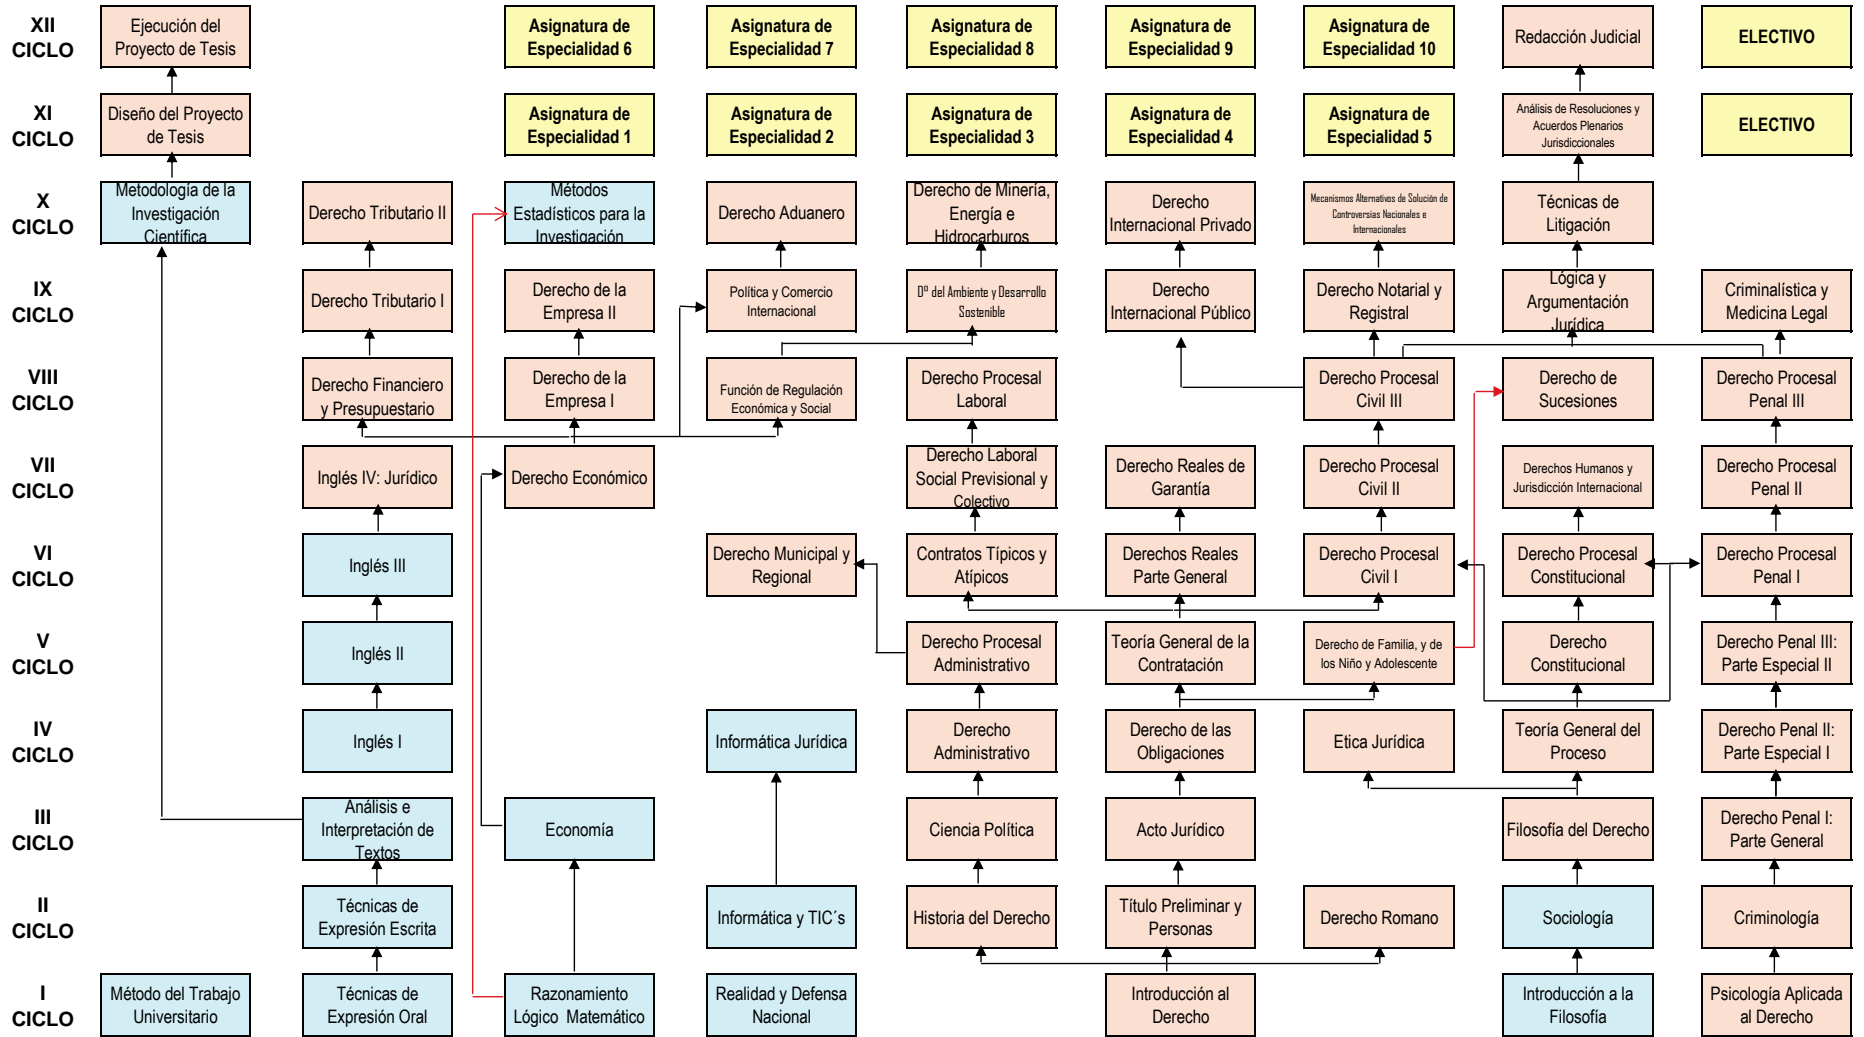 XII
CICLO
Ejecución del
Proyecto de Tesis
Asignatura de
Especialidad 6
Asignatura de
Especialidad 7
Asignatura de
Especialidad 8
Asignatura de
Especialidad 9
Asignatura de
Especialidad 10
Redacción Judicial
ELECTIVO
XI
CICLO
Diseño del Proyecto
de Tesis
Asignatura de
Especialidad 1
Asignatura de
Especialidad 2
Asignatura de
Especialidad 3
Asignatura de
Especialidad 4
Asignatura de
Especialidad 5
Análisis de Resoluciones y
Acuerdos Plenarios
Jurisdiccionales
ELECTIVO
X
CICLO
Metodología de la
Investigación
Científica
Derecho Tributario II
Métodos
Estadísticos para la
Investigación
Derecho Aduanero
Derecho de Minería,
Energía e
Hidrocarburos
Derecho
Internacional Privado
Mecanismos Alternativos de Solución de
Controversias Nacionales e
Internacionales
Técnicas de
Litigación
IX
CICLO
Derecho Tributario I
Derecho de la
Empresa II
Política y Comercio
Internacional
Dº del Ambiente y Desarrollo
Sostenible
Derecho
Internacional Público
Derecho Notarial y
Registral
Lógica y
Argumentación
Jurídica
Criminalística y
Medicina Legal
VIII
CICLO
Derecho Financiero
y Presupuestario
Derecho de la
Empresa I
Función de Regulación
Económica y Social
Derecho Procesal
Laboral
Derecho Procesal
Civil III
Derecho de
Sucesiones
Derecho Procesal
Penal III
VII
CICLO
Inglés IV: Jurídico
Derecho Económico
Derecho Laboral
Social Previsional y
Colectivo
Derecho Reales de
Garantía
Derecho Procesal
Civil II
Derechos Humanos y
Jurisdicción Internacional
Derecho Procesal
Penal II
VI
CICLO
Inglés III
Derecho Municipal y
Regional
Contratos Típicos y
Atípicos
Derechos Reales
Parte General
Derecho Procesal
Civil I
Derecho Procesal
Constitucional
Derecho Procesal
Penal I
V
CICLO
Inglés II
Derecho Procesal
Administrativo
Teoría General de la
Contratación
Derecho de Familia, y de
los Niño y Adolescente
Derecho
Constitucional
Derecho Penal III:
Parte Especial II
IV
CICLO
Inglés I
Informática Jurídica
Derecho
Administrativo
Derecho de las
Obligaciones
Etica Jurídica
Teoría General del
Proceso
Derecho Penal II:
Parte Especial I
III
CICLO
Análisis e
Interpretación de
Textos
Economía
Ciencia Política
Acto Jurídico
Filosofía del Derecho
Derecho Penal I:
Parte General
II
CICLO
Técnicas de
Expresión Escrita
Informática y TIC´s
Historia del Derecho
Título Preliminar y
Personas
Derecho Romano
Sociología
Criminología
I
CICLO
Método del Trabajo
Universitario
Técnicas de
Expresión Oral
Razonamiento
Lógico Matemático
Realidad y Defensa
Nacional
Introducción al
Derecho
Introducción a la
Filosofía
Psicología Aplicada
al Derecho